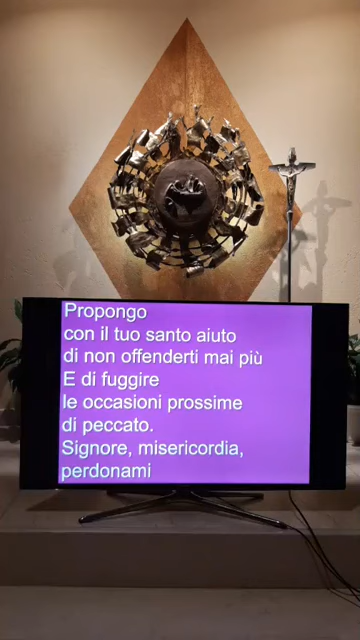 Propongo
con il tuo santo aiuto
di non offenderti mai più
E di fuggire
le occasioni prossime
di peccato.
Signore, misericordia,
perdonami